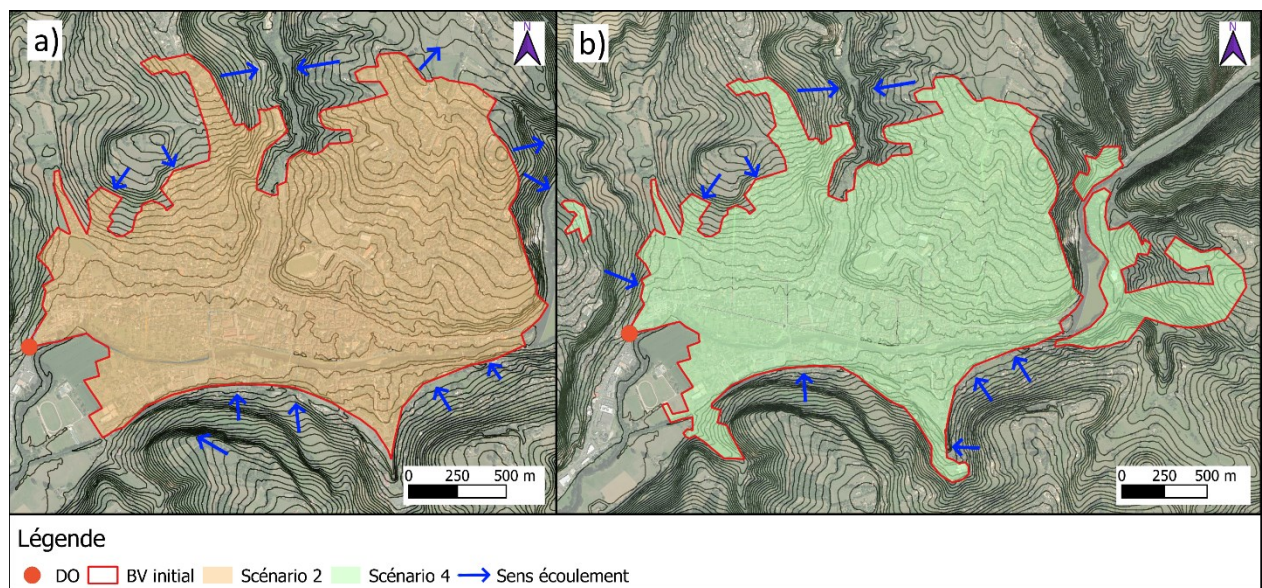 a)
N
b)
N
0 250 500 m
0 250 500 m
Légende
DO BV initial Scénario 2 Scénario 4 Sens écoulement